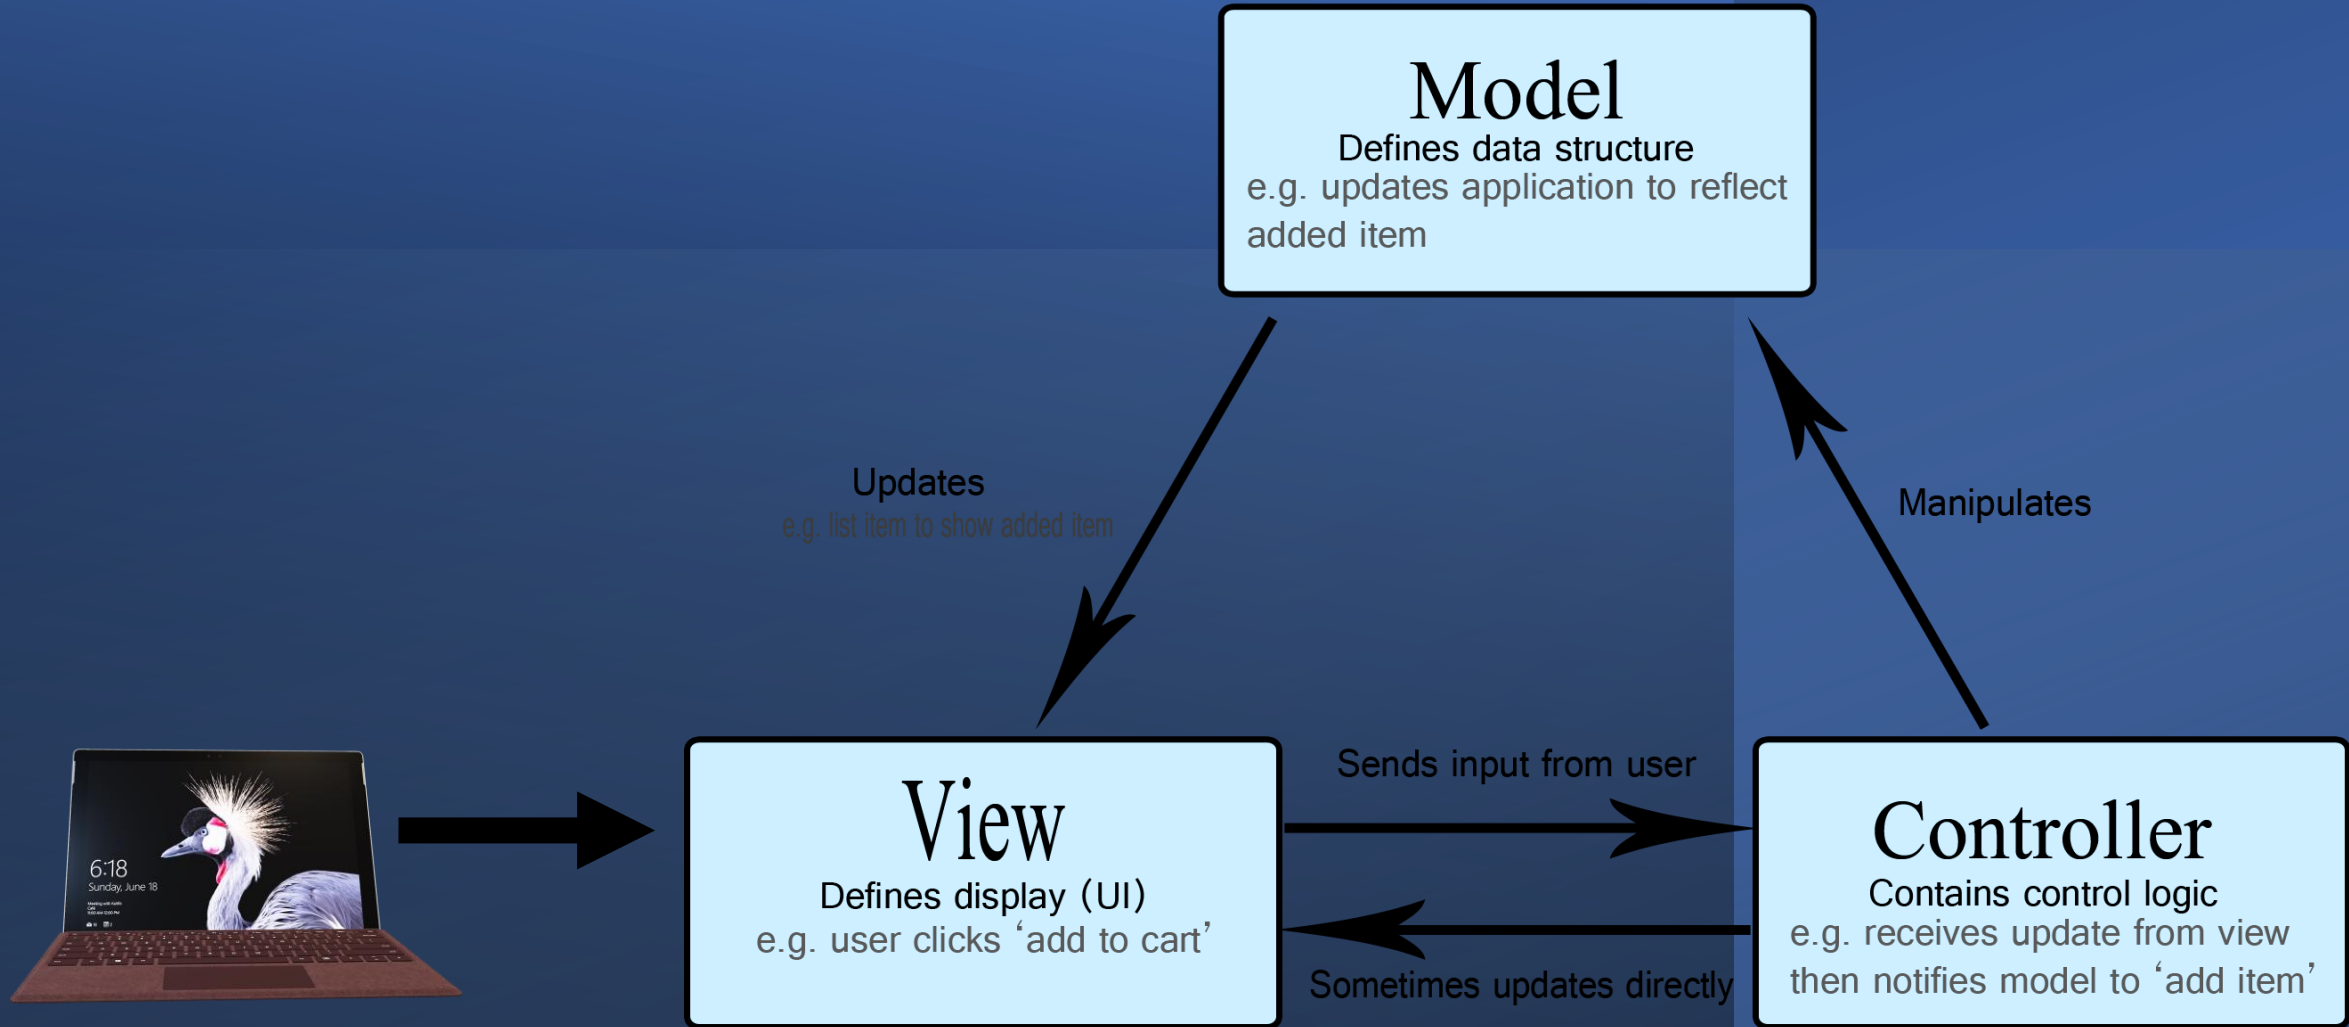 Model
Defines data structure
e.g. updates application to reflect
added item
Updates
e.g. list item to show added item
Manipulates
View
Defines display (UI)
e.g. user clicks ‘add to cart’
Sends input from user
Sometimes updates directly
Controller
Contains control logic
e.g. receives update from view
then notifies model to ‘add item’
6:18
Sunday, June 18